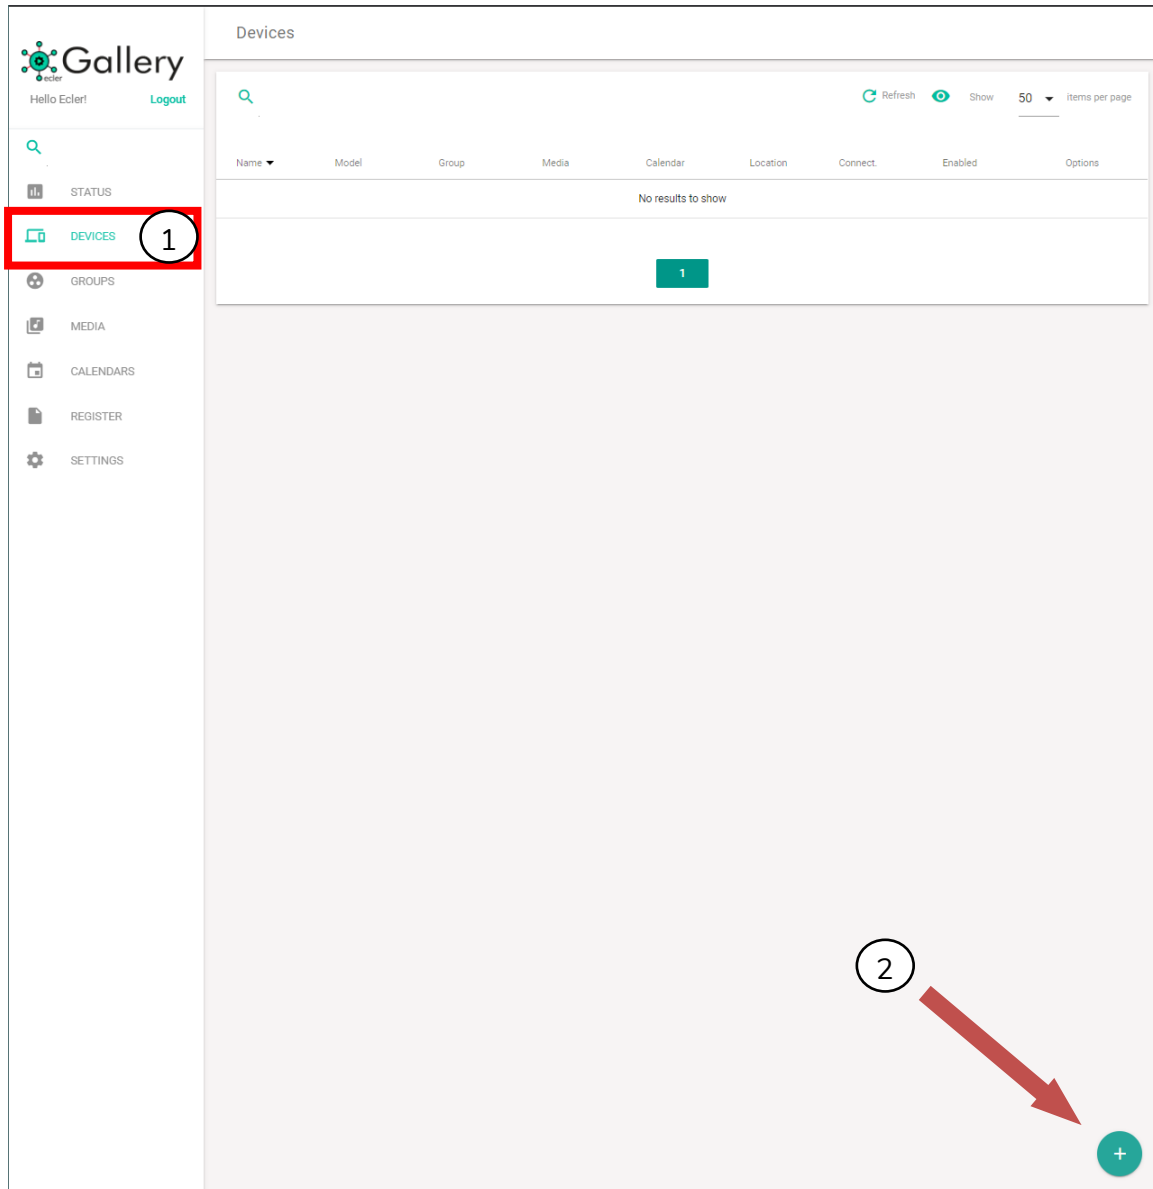 Gallery
ecler
Hello Ecler! Logout
STATUS
DEVICES 1
GROUPS
MEDIA
CALENDARS
REGISTER
SETTINGS
Devices
Refresh Show 50 items per page
Name Model Group Media Calendar Location Connect. Enabled Options
No results to show
1
2
+